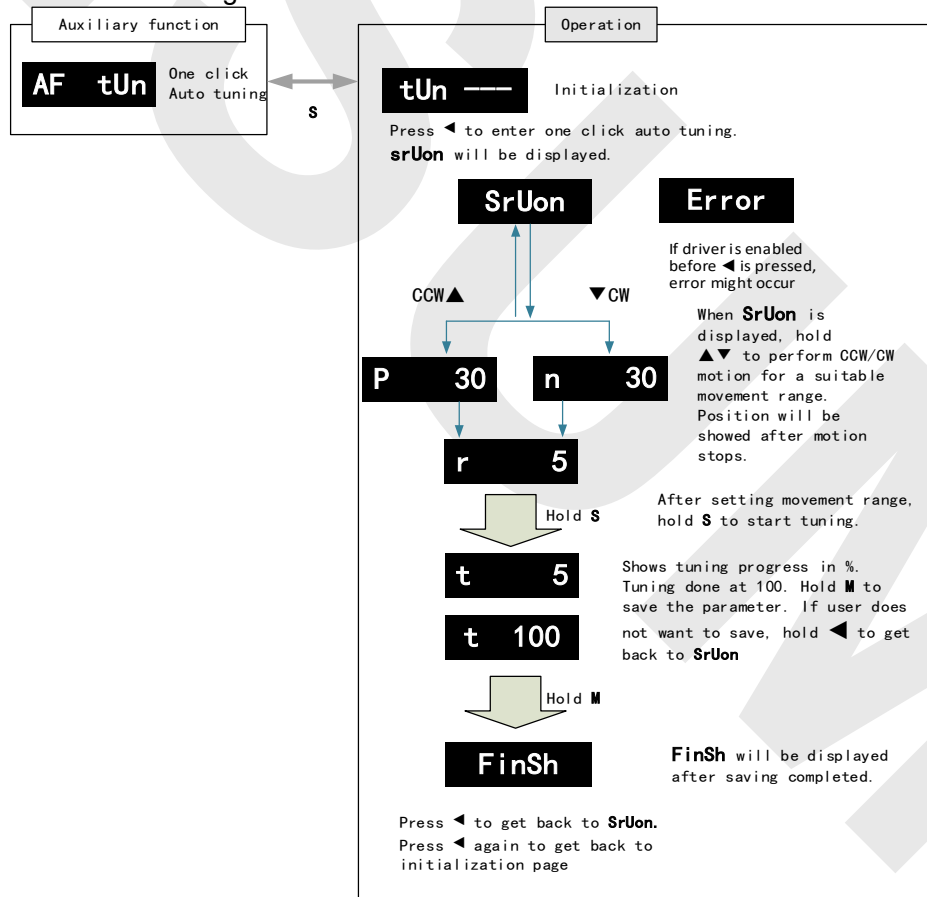 Auxiliary function
Operation
AF tUn
One click
Auto tuning
S
tUn ---
Initialization
Press ◄ to enter one click auto tuning.
srUon will be displayed.
SrUon
Error
If driver is enabled
before ◄ is pressed,
error might occur
CCW▲
▼CW
When SrUon is
displayed, hold
▲▼ to perform CCW/CW
motion for a suitable
movement range.
Position will be
showed after motion
stops.
P 30
n 30
r 5
Hold S
After setting movement range,
hold S to start tuning.
t 5
Shows tuning progress in %.
Tuning done at 100. Hold M to
save the parameter. If user does
not want to save, hold ◄ to get
back to SrUon
t 100
Hold M
FinSh
FinSh will be displayed
after saving completed.
Press ◄ to get back to SrUon.
Press ◄ again to get back to
initialization page